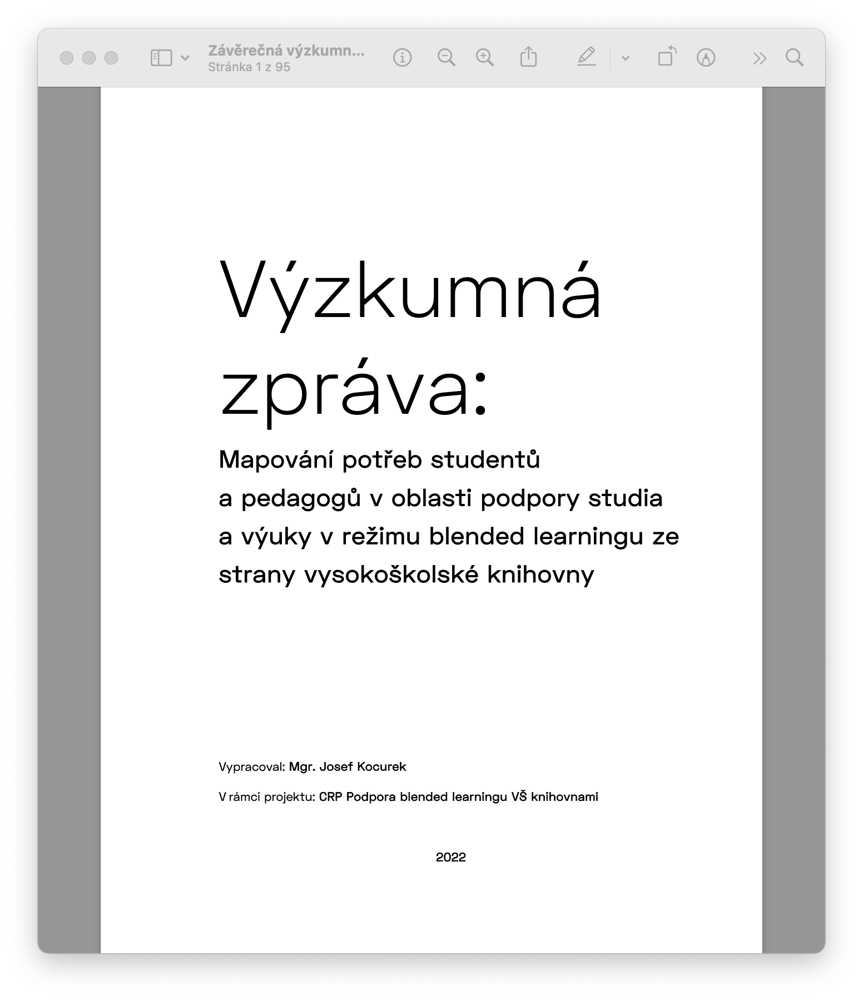 Závěrečná výzkumn...
Stránka 1 z 95
Výzkumná
zpráva:
Mapování potřeb studentů
a pedagogů v oblasti podpory studia
a výuky v režimu blended learningu ze
strany vysokoškolské knihovny
Vypracoval: Mgr. Josef Kocurek
V rámci projektu: CRP Podpora blended learningu VŠ knihovnami
2022